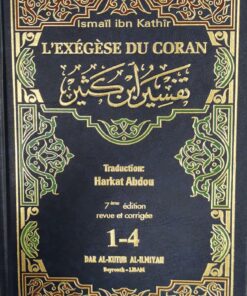 Ismaïl ibn Kathîr
L'EXÉGÈSE DU CORAN
تفسير ابن كثير
Traduction:
Harkat Abdou
7ème édition
revue et corrigée
1-4
DAR AL-KUTUB AL-ILMIYAH
Beyrouth - LIBAN